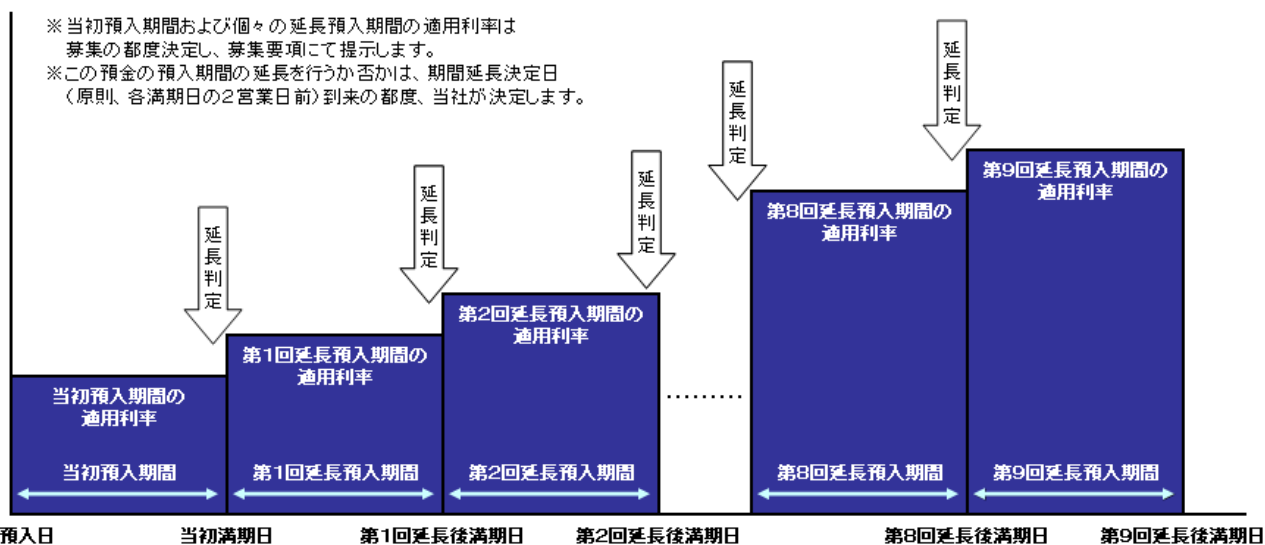 ※当初預入期間および個々の延長預入期間の適用利率は
募集の都度決定し、募集要項にて提示します。
※この預金の預入期間の延長を行うか否かは、期間延長決定日
（原則、各満期日の２営業日前）到来の都度、当社が決定します。
延長判定
延長判定
延長判定
延長判定
延長判定
当初預入期間の
適用利率
第1回延長預入期間の
適用利率
第2回延長預入期間の
適用利率
第8回延長預入期間の
適用利率
第9回延長預入期間の
適用利率
………
当初預入期間
第1回延長預入期間
第2回延長預入期間
第8回延長預入期間
第9回延長預入期間
預入日
当初満期日
第1回延長後満期日
第2回延長後満期日
第8回延長後満期日
第9回延長後満期日